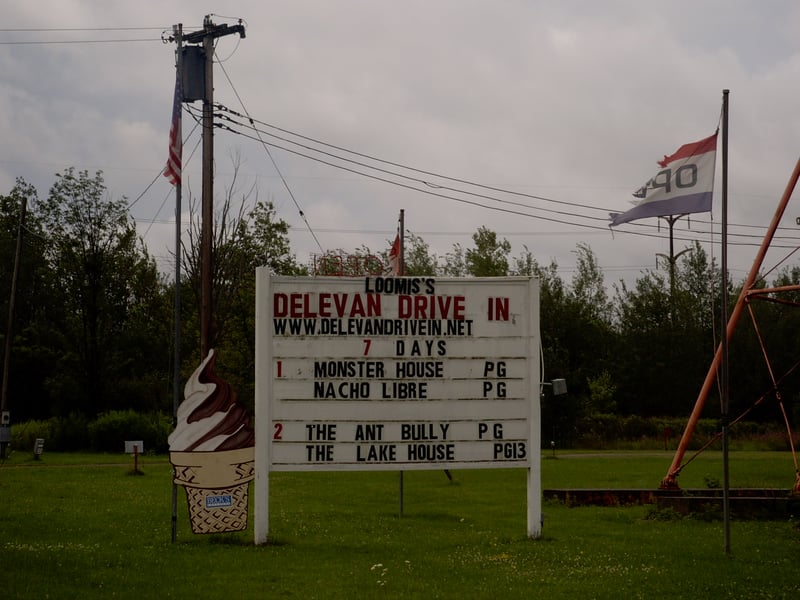 OP
LOOMIS'S
DELEVAN DRIVE IN
WWW.DELEVANDRIVEIN.NET
7 DAYS
1 MONSTER HOUSE PG
NACHO LIBRE PG
2 THE ANT BULLY PG
THE LAKE HOUSE PG13